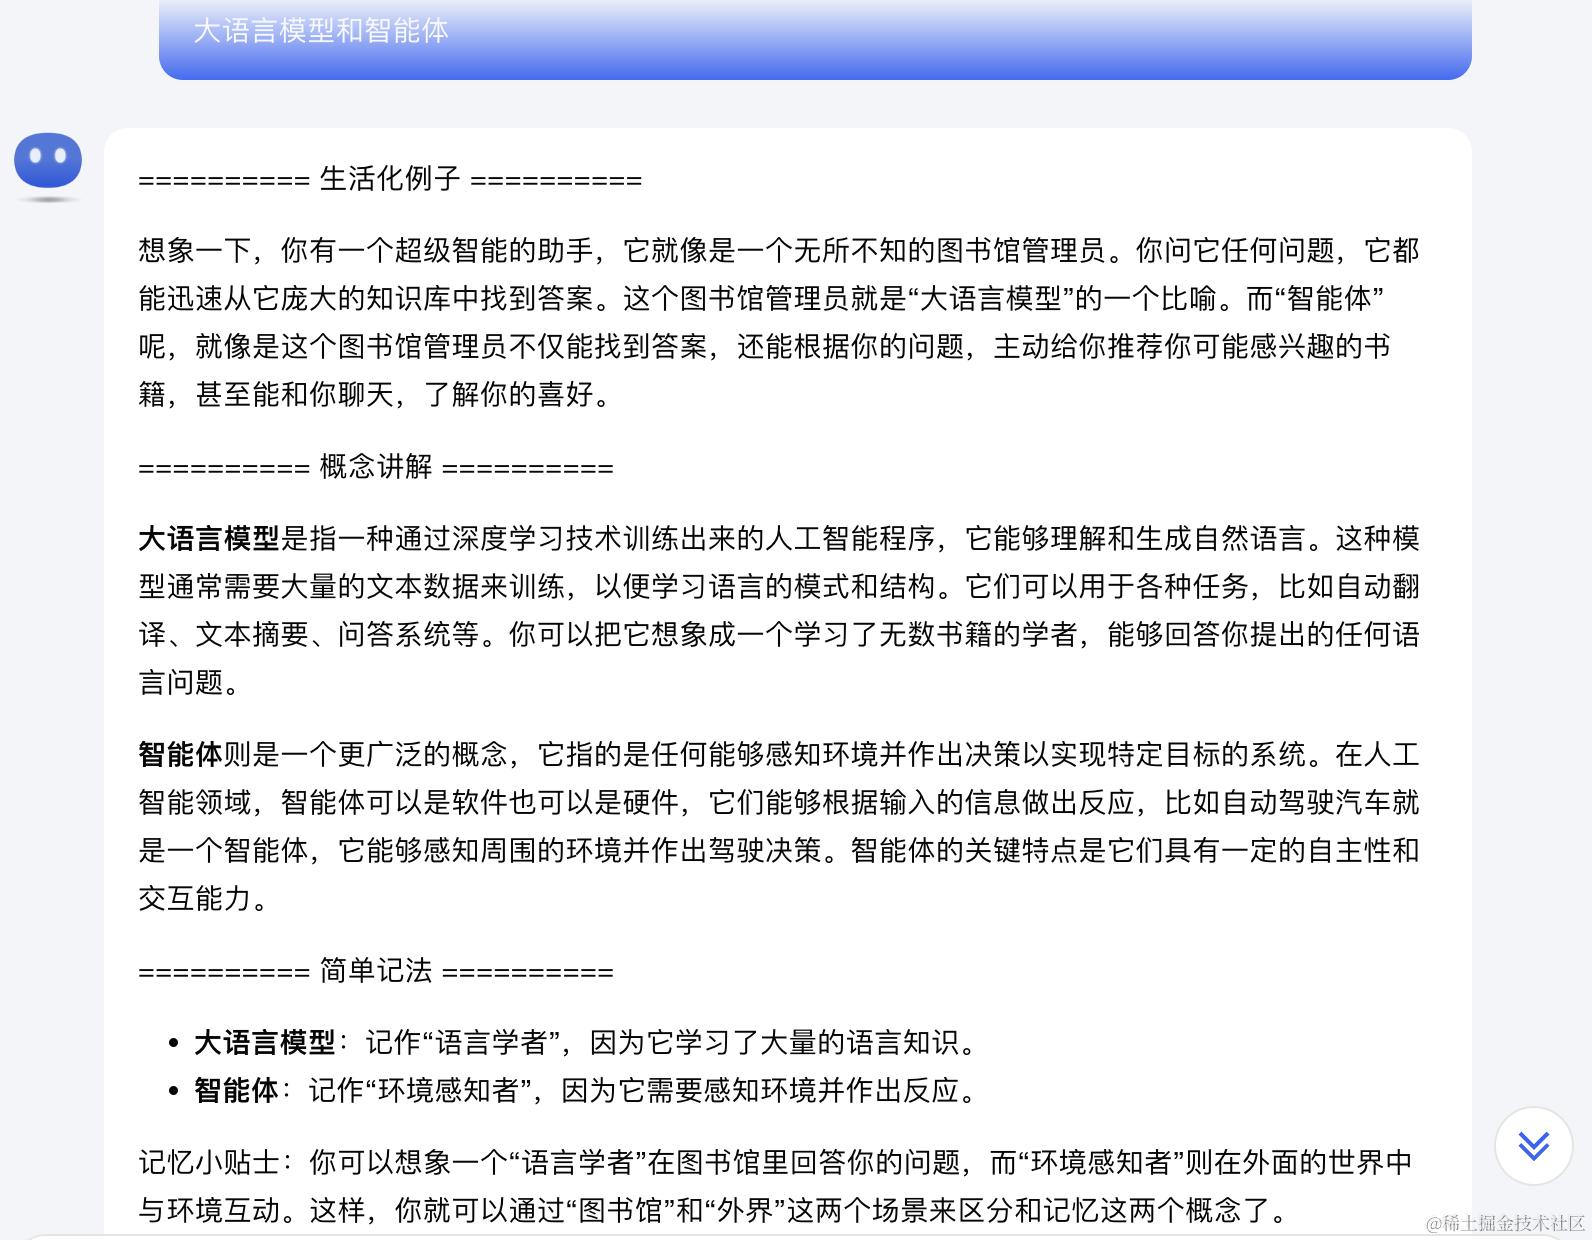 大语言模型和智能体
========== 生活化例子 ==========
想象一下，你有一个超级智能的助手，它就像是一个无所不知的图书馆管理员。你问它任何问题，它都
能迅速从它庞大的知识库中找到答案。这个图书馆管理员就是“大语言模型”的一个比喻。而“智能体”
呢，就像是这个图书馆管理员不仅能找到答案，还能根据你的问题，主动给你推荐你可能感兴趣的书
籍，甚至能和你聊天，了解你的喜好。
========== 概念讲解 ==========
大语言模型是指一种通过深度学习技术训练出来的人工智能程序，它能够理解和生成自然语言。这种模
型通常需要大量的文本数据来训练，以便学习语言的模式和结构。它们可以用于各种任务，比如自动翻
译、文本摘要、问答系统等。你可以把它想象成一个学习了无数书籍的学者，能够回答你提出的任何语
言问题。
智能体则是一个更广泛的概念，它指的是任何能够感知环境并作出决策以实现特定目标的系统。在人工
智能领域，智能体可以是软件也可以是硬件，它们能够根据输入的信息做出反应，比如自动驾驶汽车就
是一个智能体，它能够感知周围的环境并作出驾驶决策。智能体的关键特点是它们具有一定的自主性和
交互能力。
========== 简单记法 ==========
• 大语言模型：记作“语言学者”，因为它学习了大量的语言知识。
• 智能体：记作“环境感知者”，因为它需要感知环境并作出反应。
记忆小贴士：你可以想象一个“语言学者”在图书馆里回答你的问题，而“环境感知者”则在外面的世界中
与环境互动。这样，你就可以通过“图书馆”和“外界”这两个场景来区分和记忆这两个概念了。
@稀土掘金技术社区